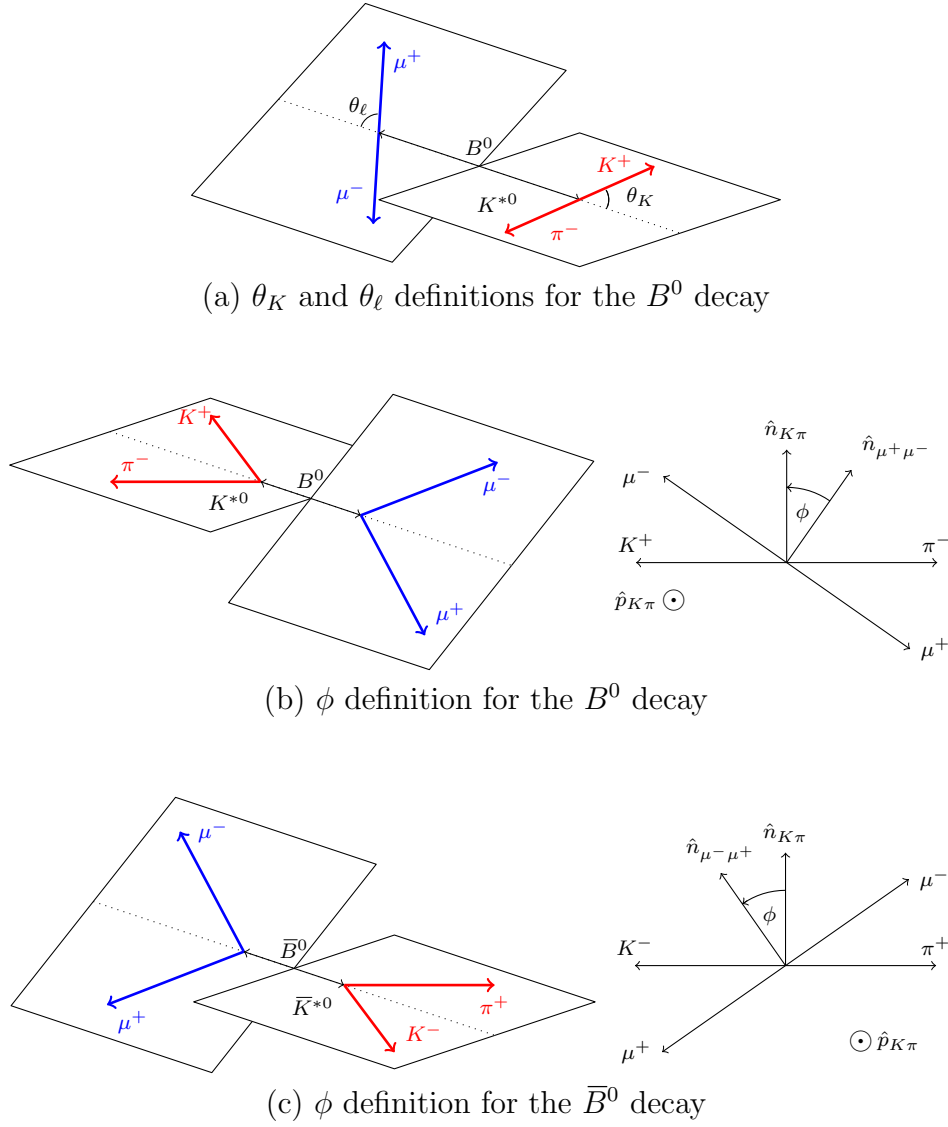 θℓ
μ⁺
B⁰
K⁺
μ⁻
K*⁰
θK
π⁻
(a) θK and θℓ definitions for the B⁰ decay
K⁺
π⁻
B⁰
K*⁰
μ⁻
μ⁺
n̂Kπ
n̂μ⁺μ⁻
μ⁻
ϕ
K⁺
π⁻
p̂Kπ
μ⁺
(b) ϕ definition for the B⁰ decay
μ⁻
B̅⁰
K̅*⁰
π⁺
μ⁺
K⁻
n̂μ⁻μ⁺
n̂Kπ
μ⁻
ϕ
K⁻
π⁺
μ⁺
p̂Kπ
(c) ϕ definition for the B̅⁰ decay